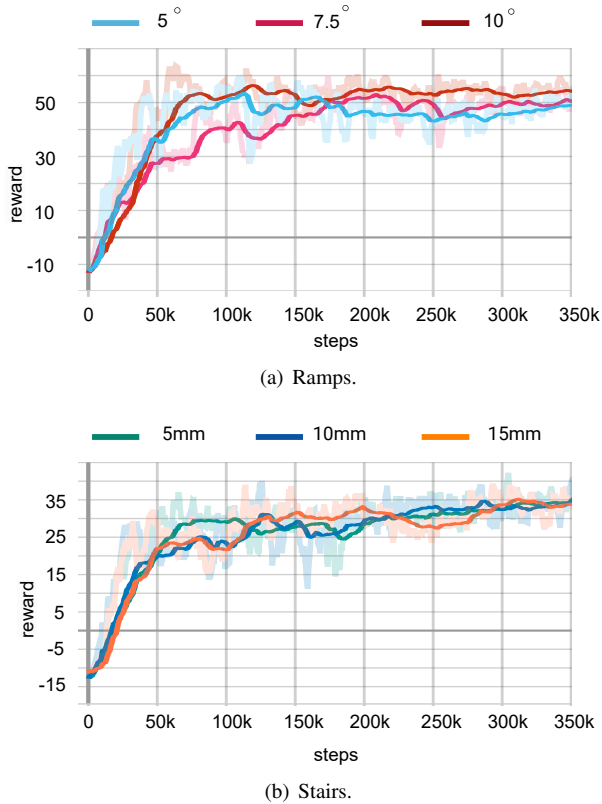 5° 7.5° 10°
50
30
10
-10
reward
0 50k 100k 150k 200k 250k 300k 350k
steps
(a) Ramps.
5mm 10mm 15mm
35
25
15
5
-5
-15
reward
0 50k 100k 150k 200k 250k 300k 350k
steps
(b) Stairs.